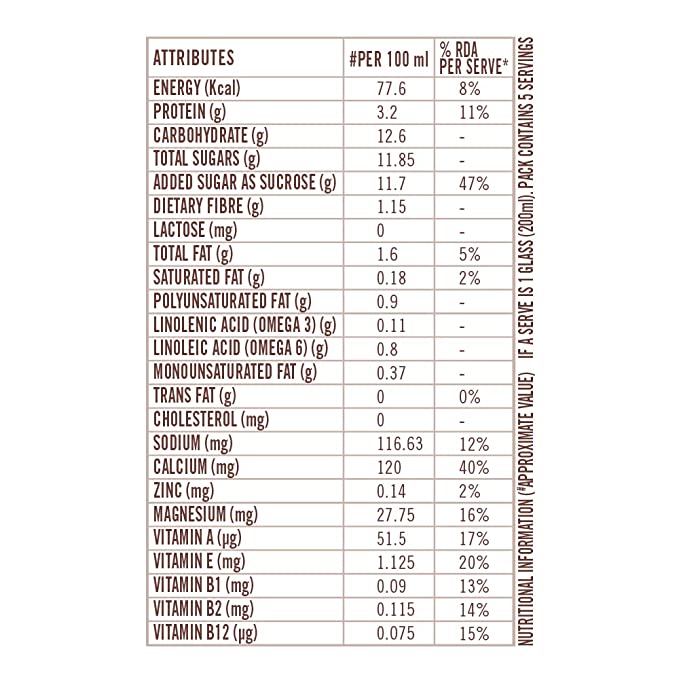 ATTRIBUTES #PER 100 ml % RDA PER SERVE*
ENERGY (Kcal) 77.6 8%
PROTEIN (g) 3.2 11%
CARBOHYDRATE (g) 12.6 -
TOTAL SUGARS (g) 11.85 -
ADDED SUGAR AS SUCROSE (g) 11.7 47%
DIETARY FIBRE (g) 1.15 -
LACTOSE (mg) 0 -
TOTAL FAT (g) 1.6 5%
SATURATED FAT (g) 0.18 2%
POLYUNSATURATED FAT (g) 0.9 -
LINOLENIC ACID (OMEGA 3) (g) 0.11 -
LINOLEIC ACID (OMEGA 6) (g) 0.8 -
MONOUNSATURATED FAT (g) 0.37 -
TRANS FAT (g) 0 0%
CHOLESTEROL (mg) 0 -
SODIUM (mg) 116.63 12%
CALCIUM (mg) 120 40%
ZINC (mg) 0.14 2%
MAGNESIUM (mg) 27.75 16%
VITAMIN A (µg) 51.5 17%
VITAMIN E (mg) 1.125 20%
VITAMIN B1 (mg) 0.09 13%
VITAMIN B2 (mg) 0.115 14%
VITAMIN B12 (µg) 0.075 15%
NUTRITIONAL INFORMATION (#APPROXIMATE VALUE) IF A SERVE IS 1 GLASS (200ml). PACK CONTAINS 5 SERVINGS